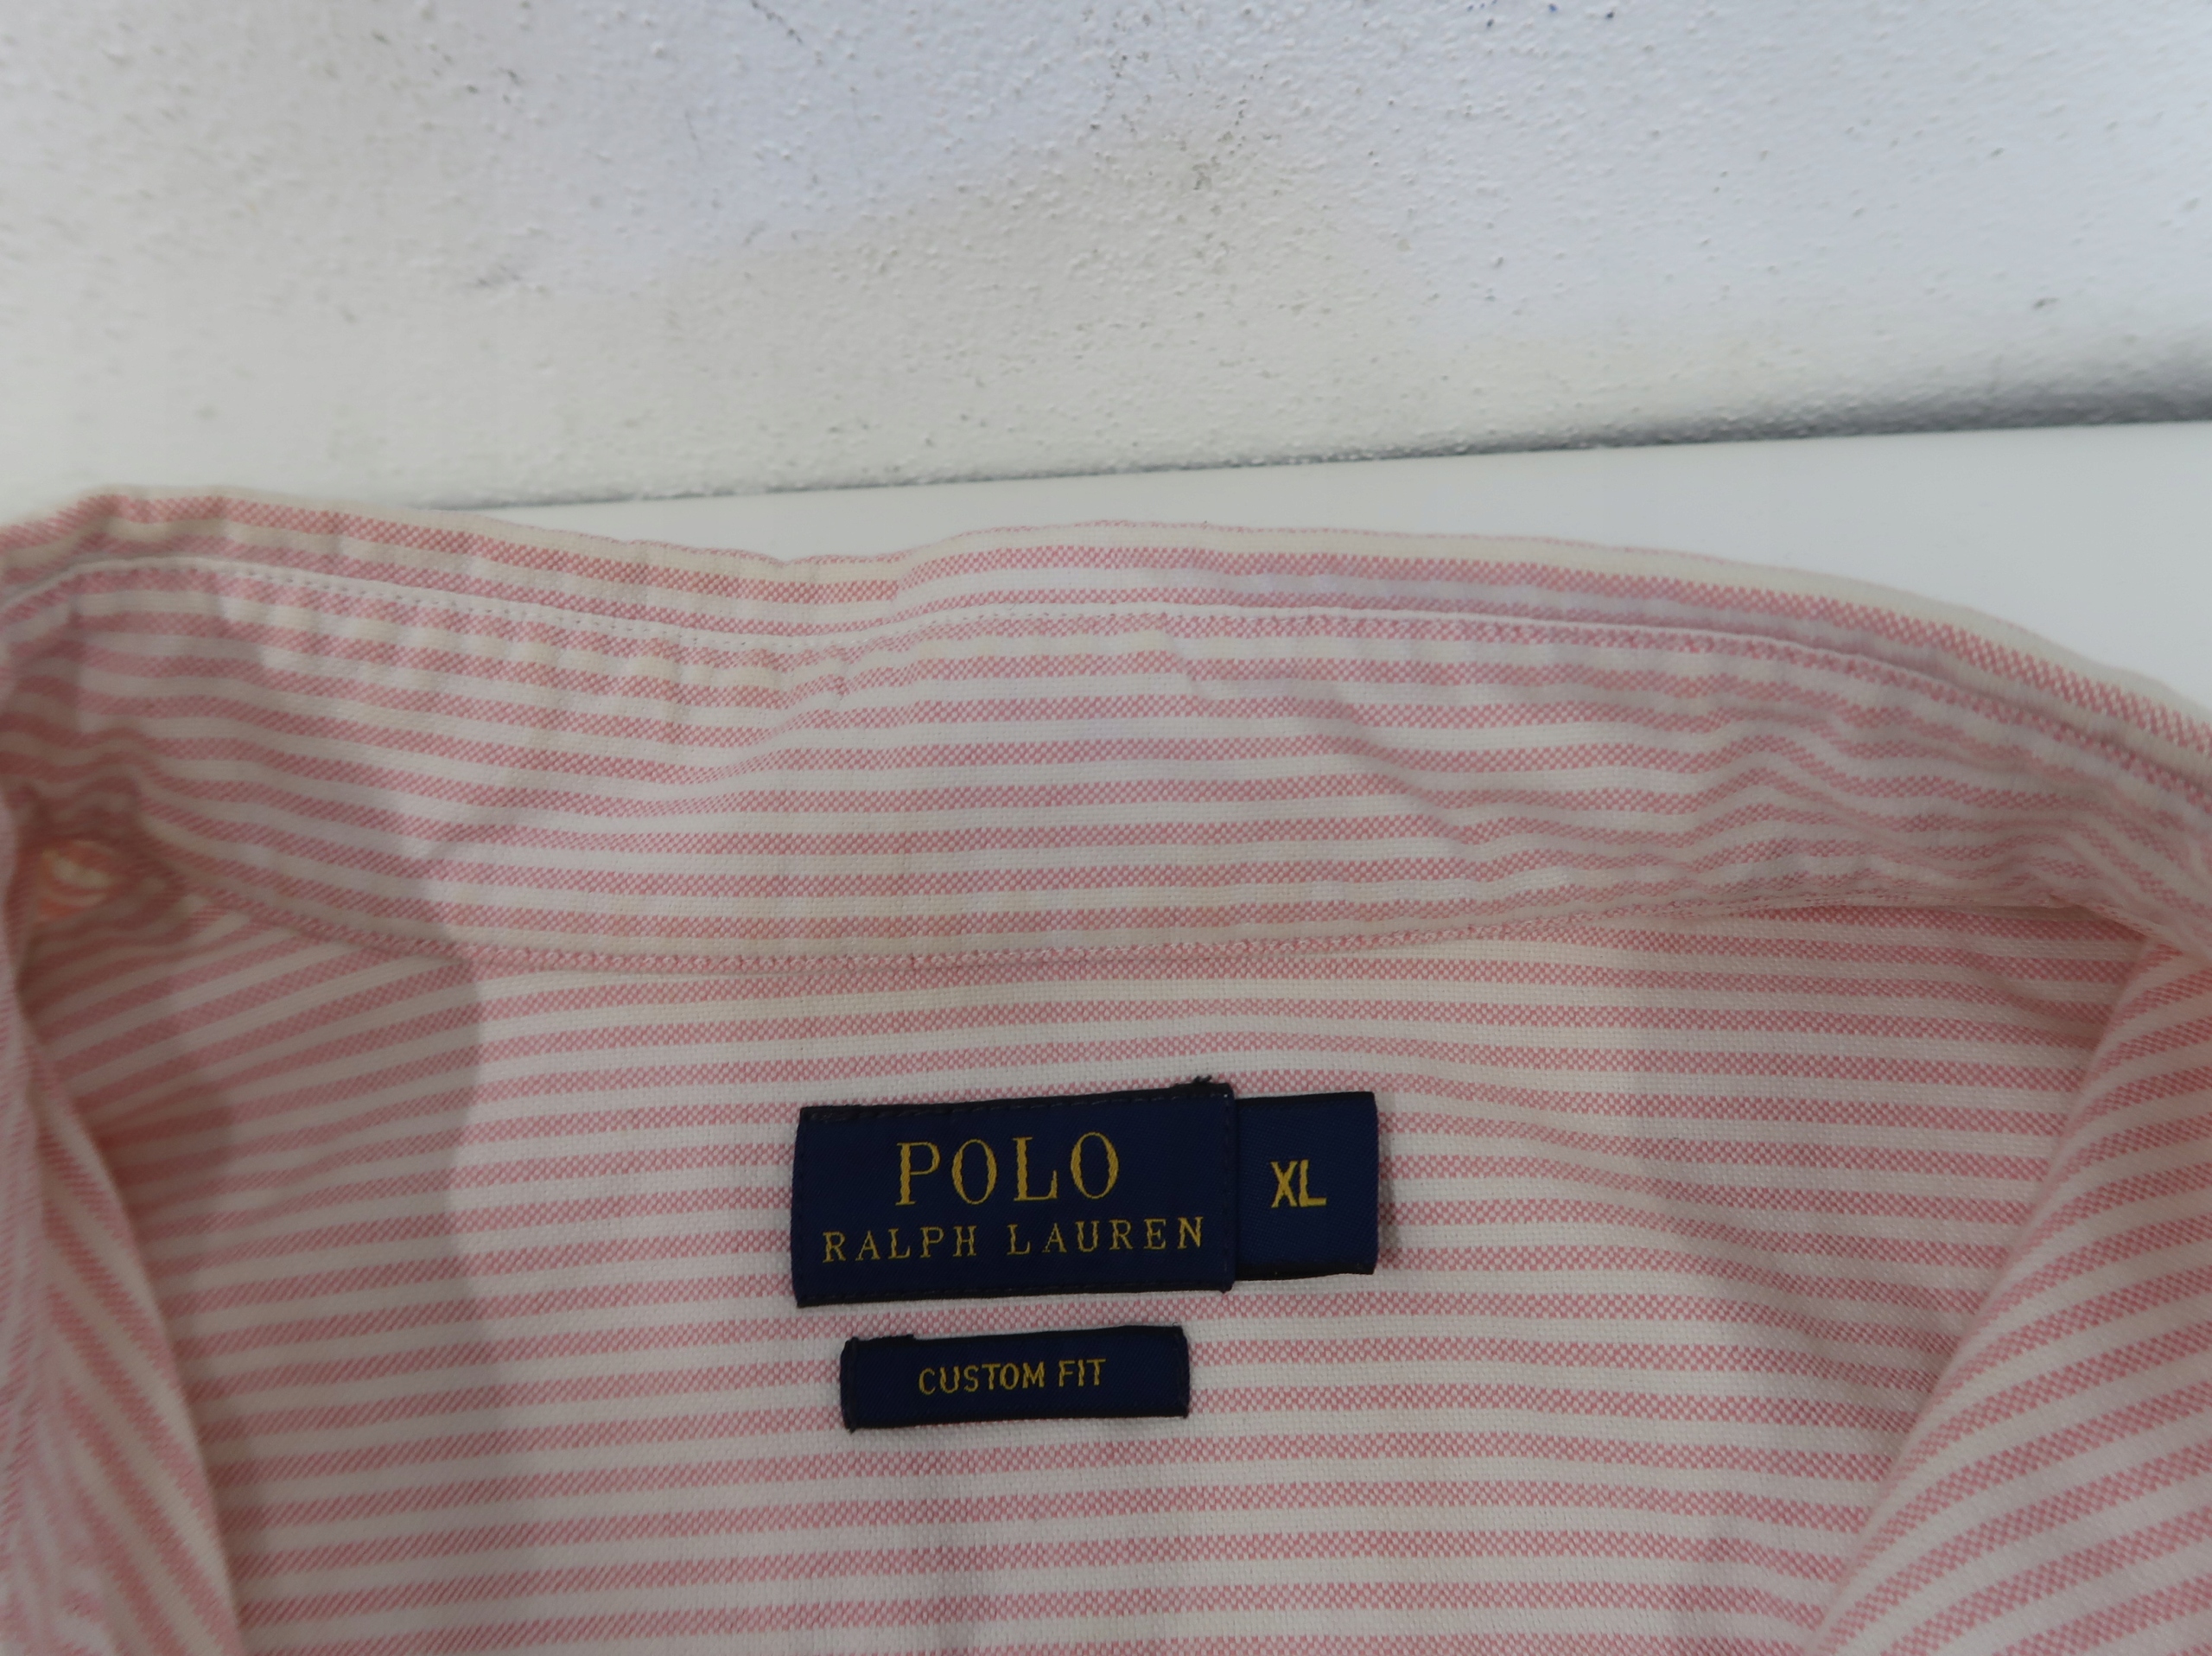 POLO
RALPH LAUREN
XL
CUSTOM FIT